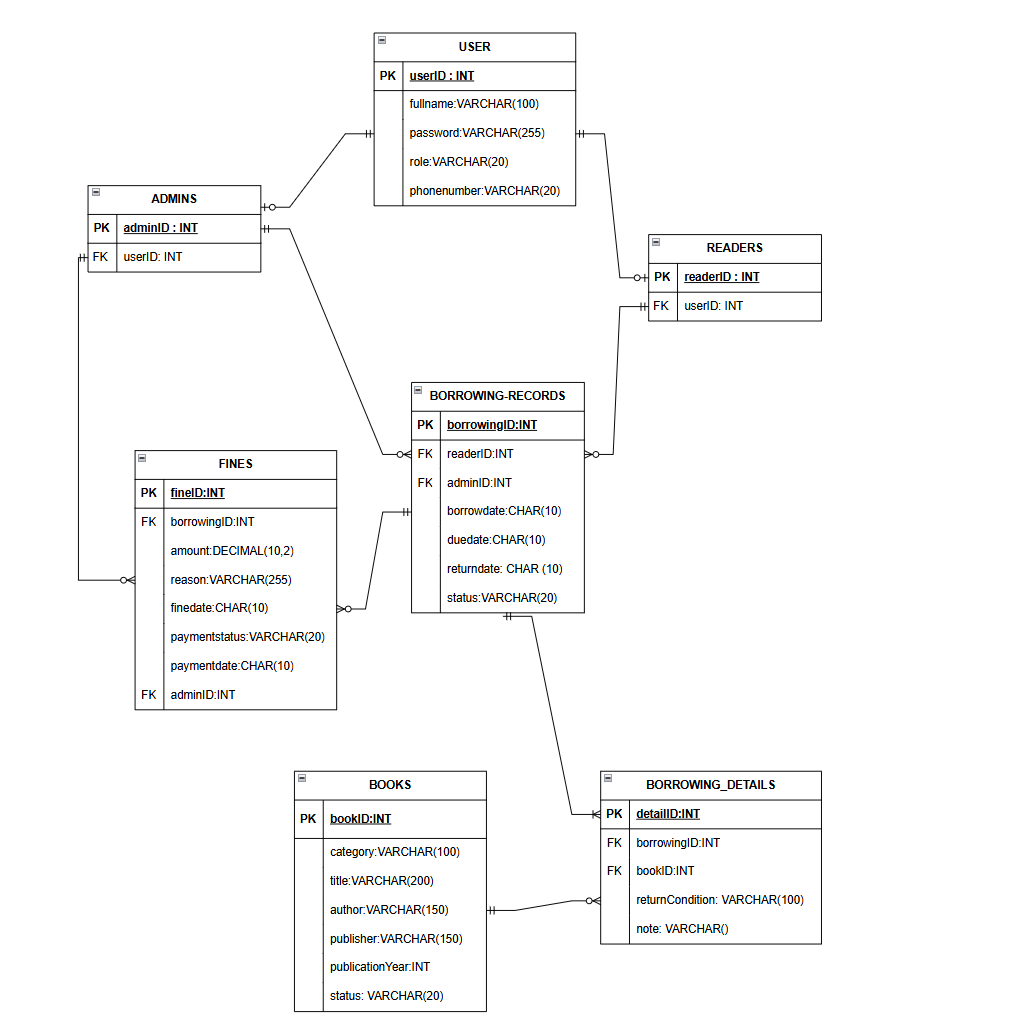 USER
PK userID : INT
fullname:VARCHAR(100)
password:VARCHAR(255)
role:VARCHAR(20)
phonenumber:VARCHAR(20)
ADMINS
PK adminID : INT
FK userID: INT
READERS
PK readerID : INT
FK userID: INT
BORROWING-RECORDS
PK borrowingID:INT
FK readerID:INT
FK adminID:INT
borrowdate:CHAR(10)
duedate:CHAR(10)
returndate: CHAR (10)
status:VARCHAR(20)
FINES
PK fineID:INT
FK borrowingID:INT
amount:DECIMAL(10,2)
reason:VARCHAR(255)
finedate:CHAR(10)
paymentstatus:VARCHAR(20)
paymentdate:CHAR(10)
FK adminID:INT
BOOKS
PK bookID:INT
category:VARCHAR(100)
title:VARCHAR(200)
author:VARCHAR(150)
publisher:VARCHAR(150)
publicationYear:INT
status: VARCHAR(20)
BORROWING_DETAILS
PK detailID:INT
FK borrowingID:INT
FK bookID:INT
returnCondition: VARCHAR(100)
note: VARCHAR()